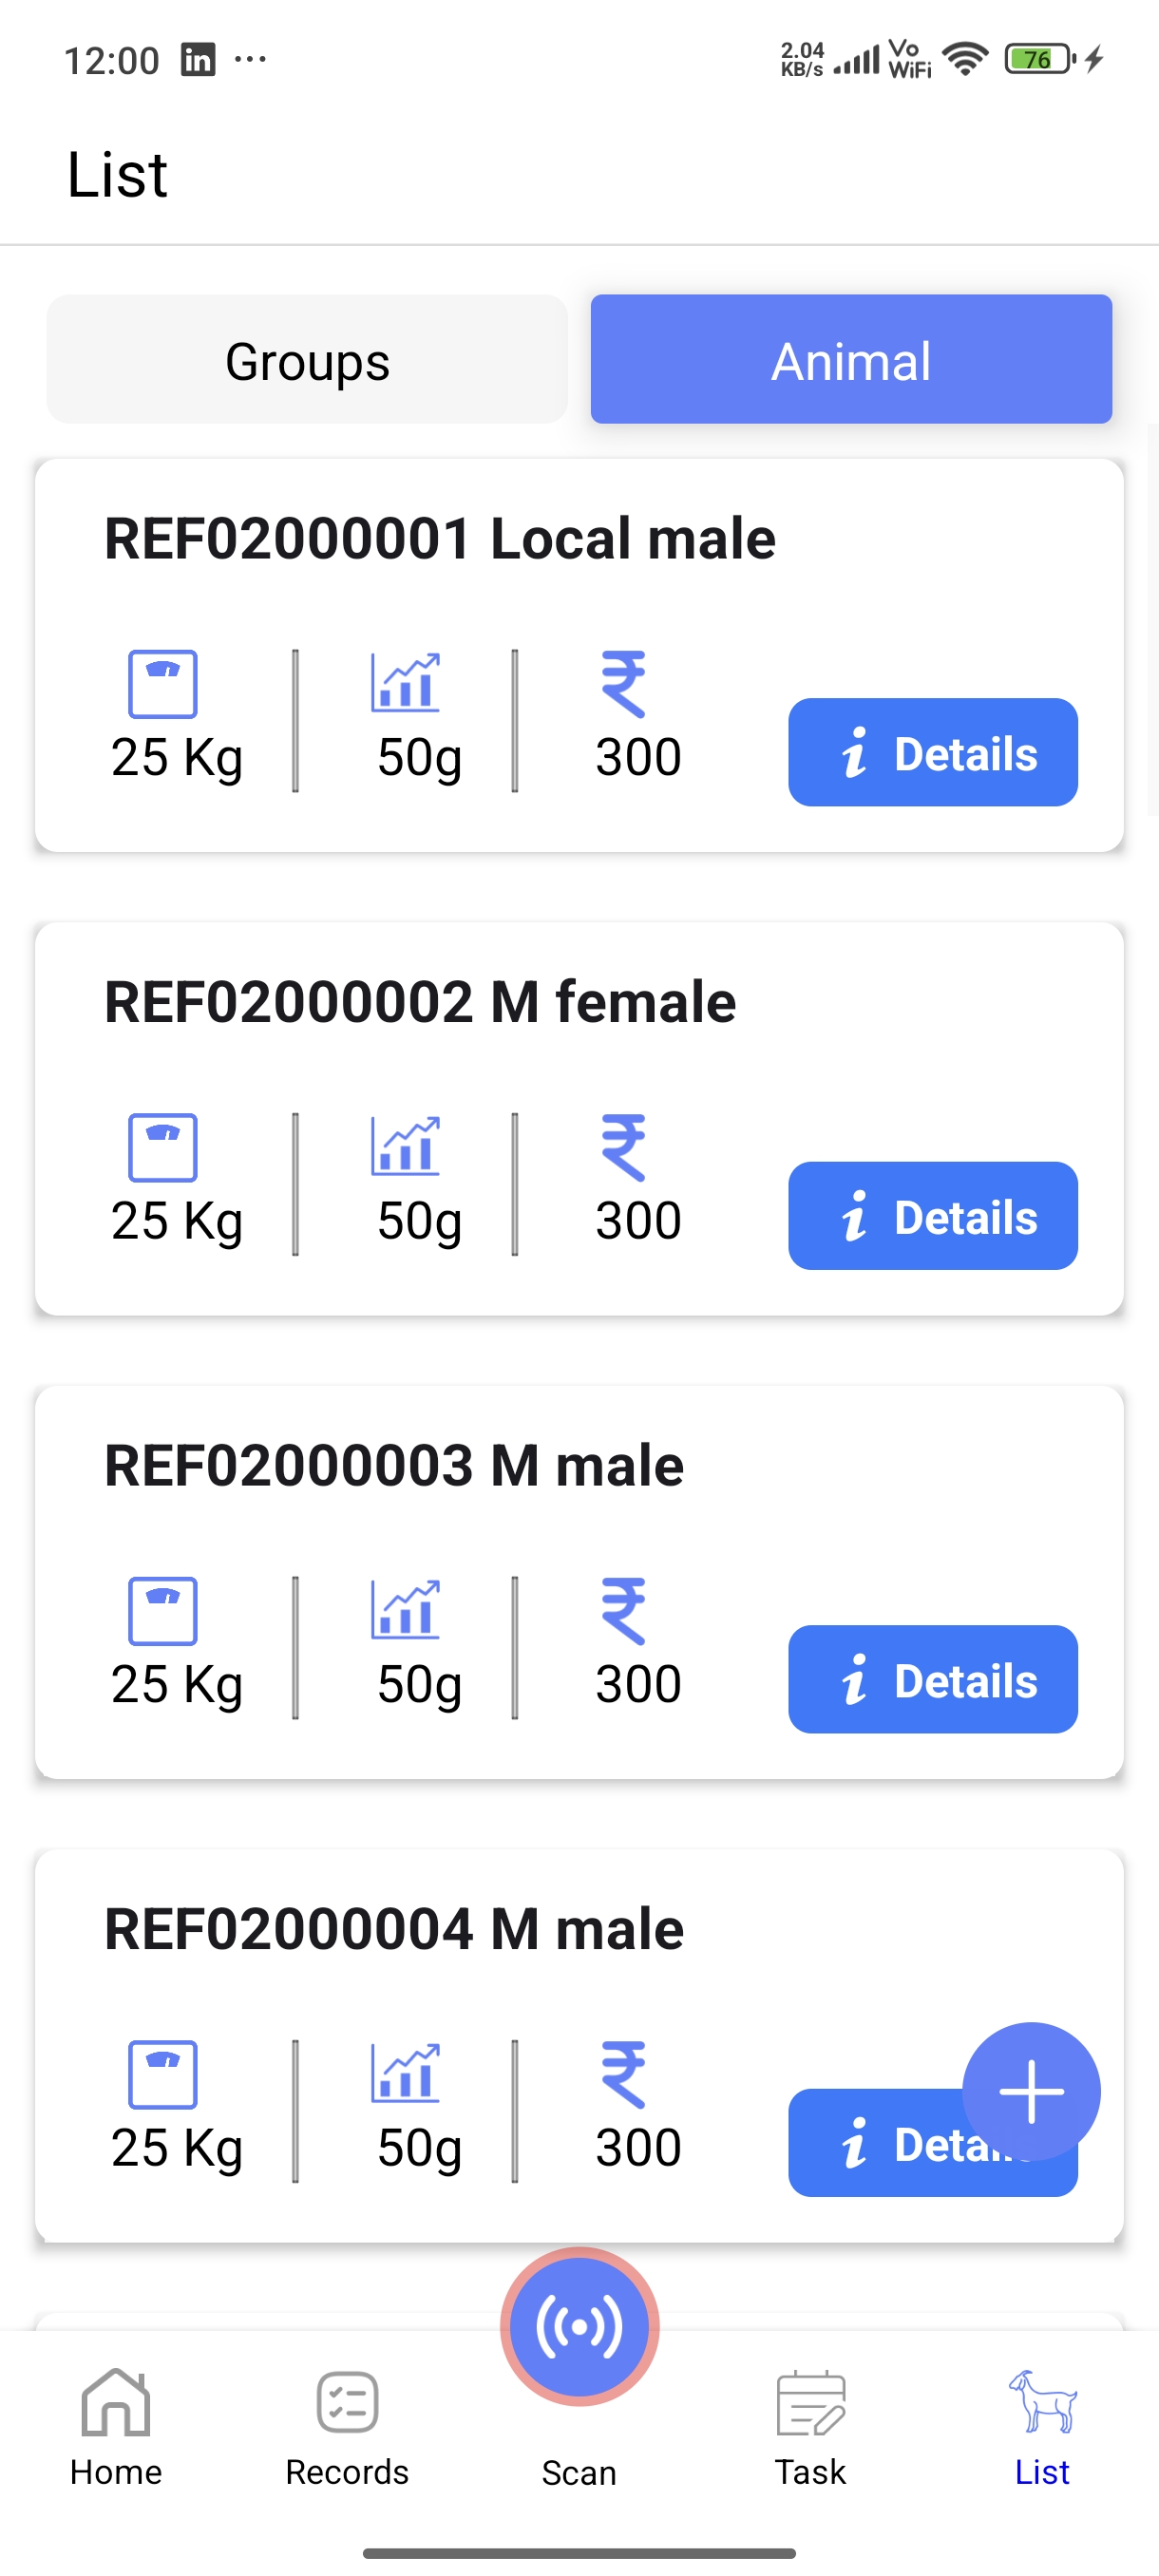 12:00 in ... 2.04 KB/s Vo WiFi 76
List
Groups Animal
REF02000001 Local male
25 Kg 50g ₹ 300 i Details
REF02000002 M female
25 Kg 50g ₹ 300 i Details
REF02000003 M male
25 Kg 50g ₹ 300 i Details
REF02000004 M male
25 Kg 50g ₹ 300 i
Home Records Scan Task List